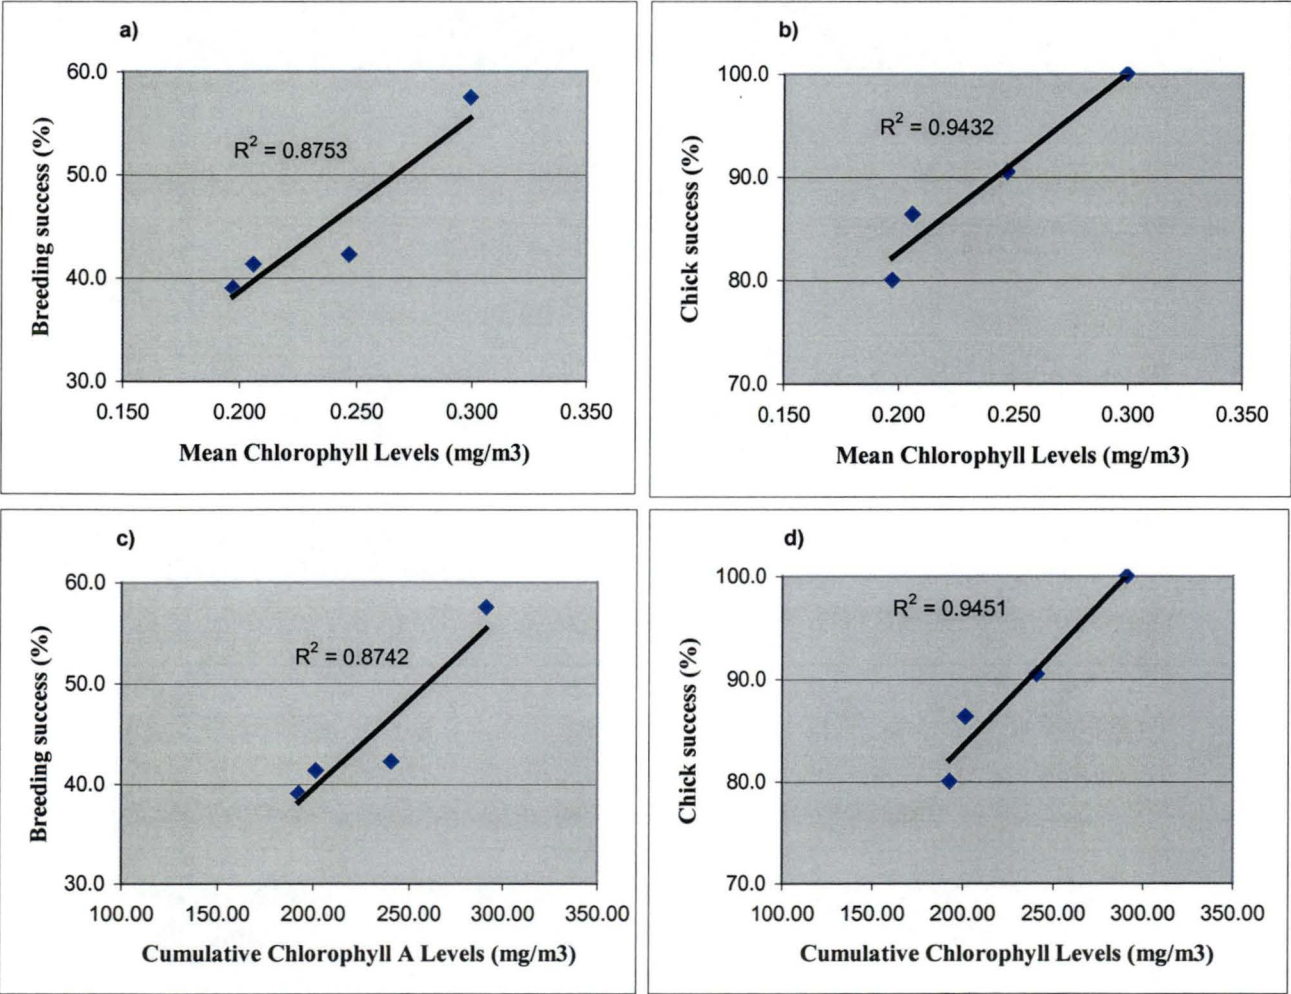 a)
60.0
50.0
40.0
30.0
Breeding success (%)
R² = 0.8753
0.150 0.200 0.250 0.300 0.350
Mean Chlorophyll Levels (mg/m3)
b)
100.0
90.0
80.0
70.0
Chick success (%)
R² = 0.9432
0.150 0.200 0.250 0.300 0.350
Mean Chlorophyll Levels (mg/m3)
c)
60.0
50.0
40.0
30.0
Breeding success (%)
R² = 0.8742
100.00 150.00 200.00 250.00 300.00 350.00
Cumulative Chlorophyll A Levels (mg/m3)
d)
100.0
90.0
80.0
70.0
Chick success (%)
R² = 0.9451
100.00 150.00 200.00 250.00 300.00 350.00
Cumulative Chlorophyll Levels (mg/m3)